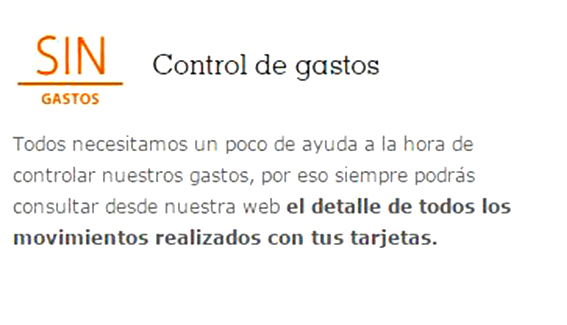 SIN
GASTOS
Control de gastos
Todos necesitamos un poco de ayuda a la hora de
controlar nuestros gastos, por eso siempre podrás
consultar desde nuestra web el detalle de todos los
movimientos realizados con tus tarjetas.